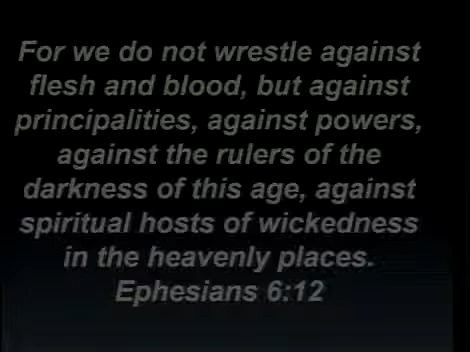 For we do not wrestle against
flesh and blood, but against
principalities, against powers,
against the rulers of the
darkness of this age, against
spiritual hosts of wickedness
in the heavenly places.
Ephesians 6:12